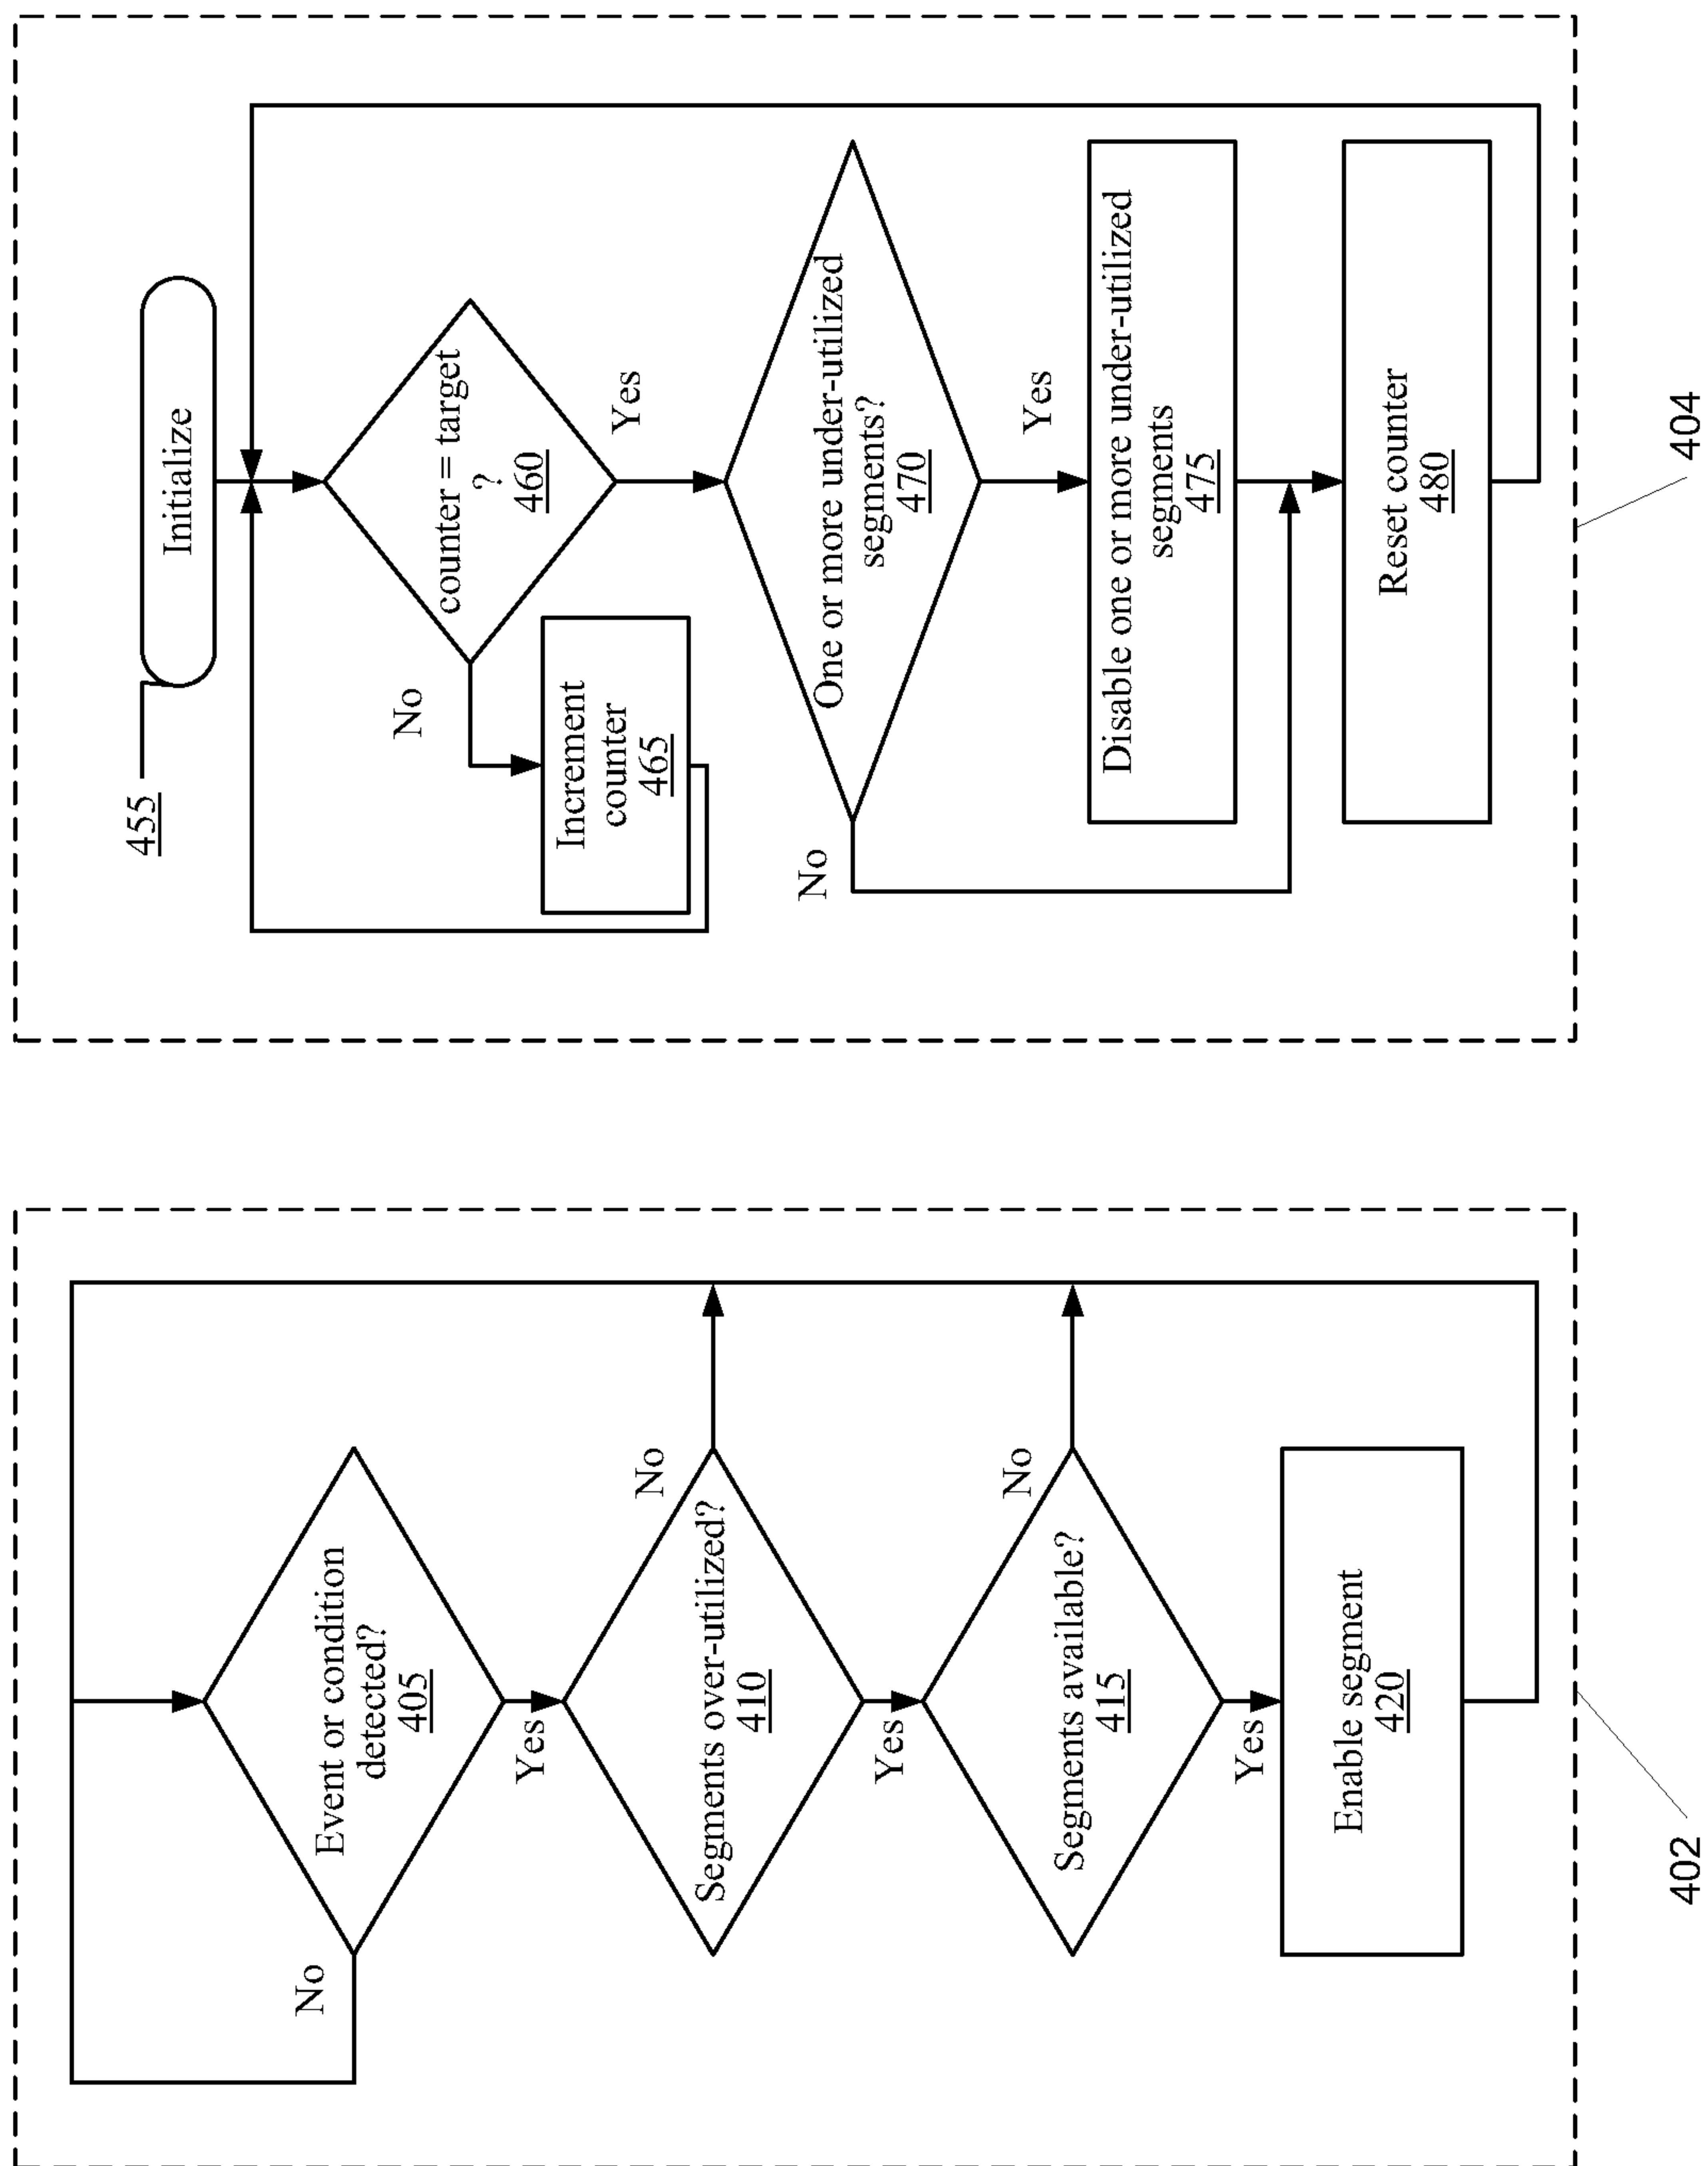 No
Event or condition
detected?
405
Yes
Segments over-utilized?
410
No
Yes
Segments available?
415
No
Yes
Enable segment
420
402
455
Initialize
counter = target
?
460
No
Yes
Increment
counter
465
One or more under-utilized
segments?
470
No
Yes
Disable one or more under-utilized
segments
475
Reset counter
480
404